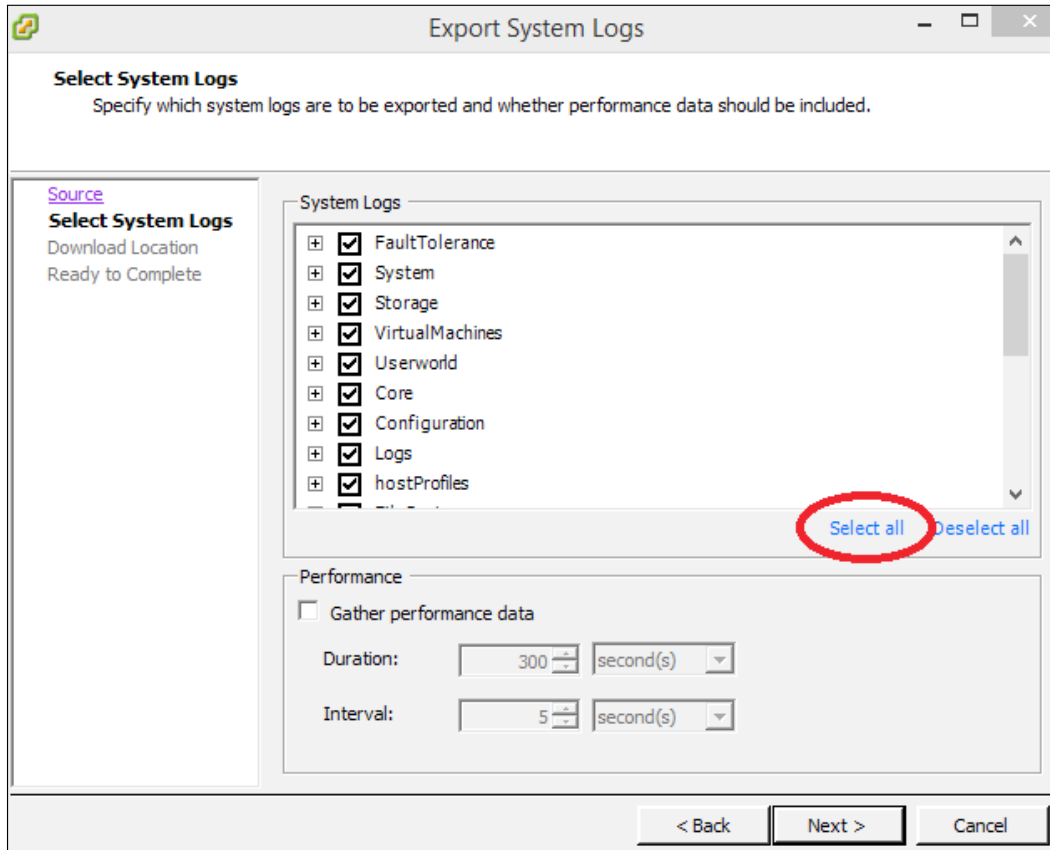 Export System Logs
Select System Logs
Specify which system logs are to be exported and whether performance data should be included.
Source
Select System Logs
Download Location
Ready to Complete
System Logs
FaultTolerance
System
Storage
VirtualMachines
Userworld
Core
Configuration
Logs
hostProfiles
Select all Deselect all
Performance
Gather performance data
Duration: 300 second(s)
Interval: 5 second(s)
< Back Next > Cancel